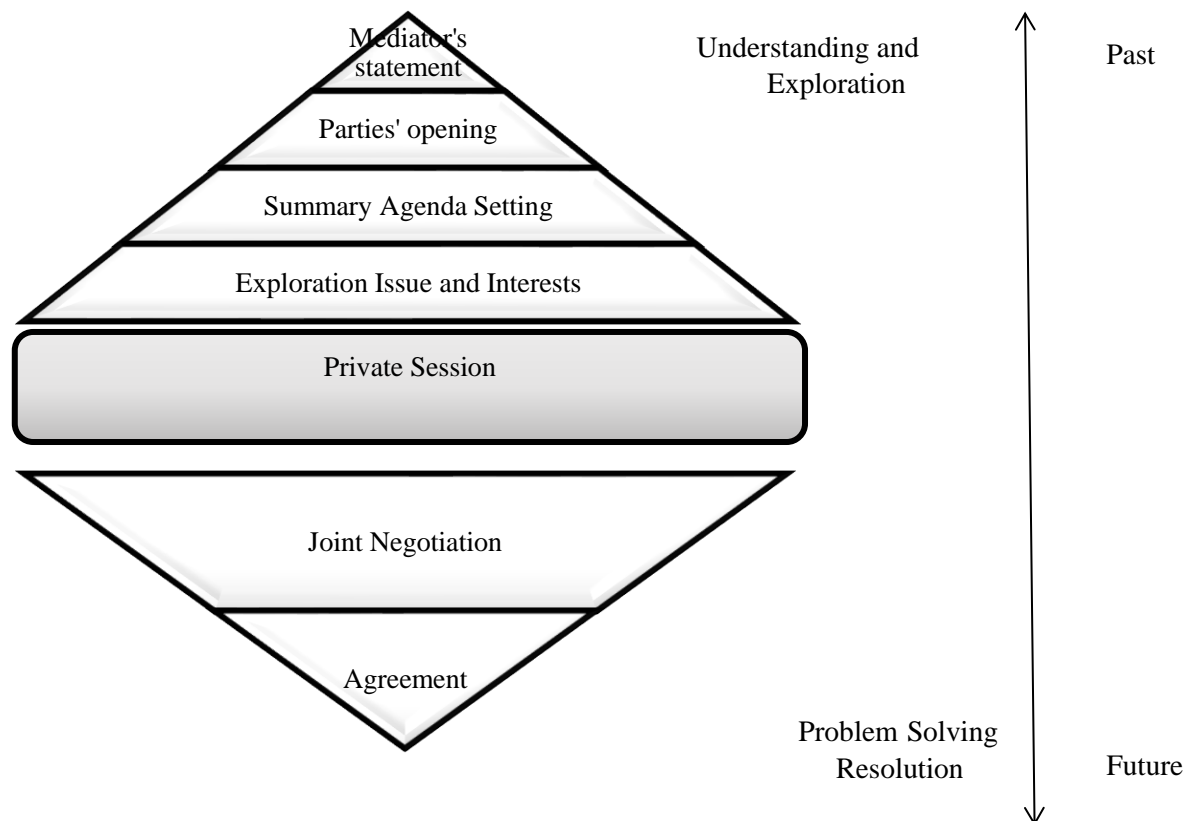 Mediator's
statement
Parties' opening
Summary Agenda Setting
Exploration Issue and Interests
Private Session
Joint Negotiation
Agreement
Understanding and
Exploration
Past
Problem Solving
Resolution
Future